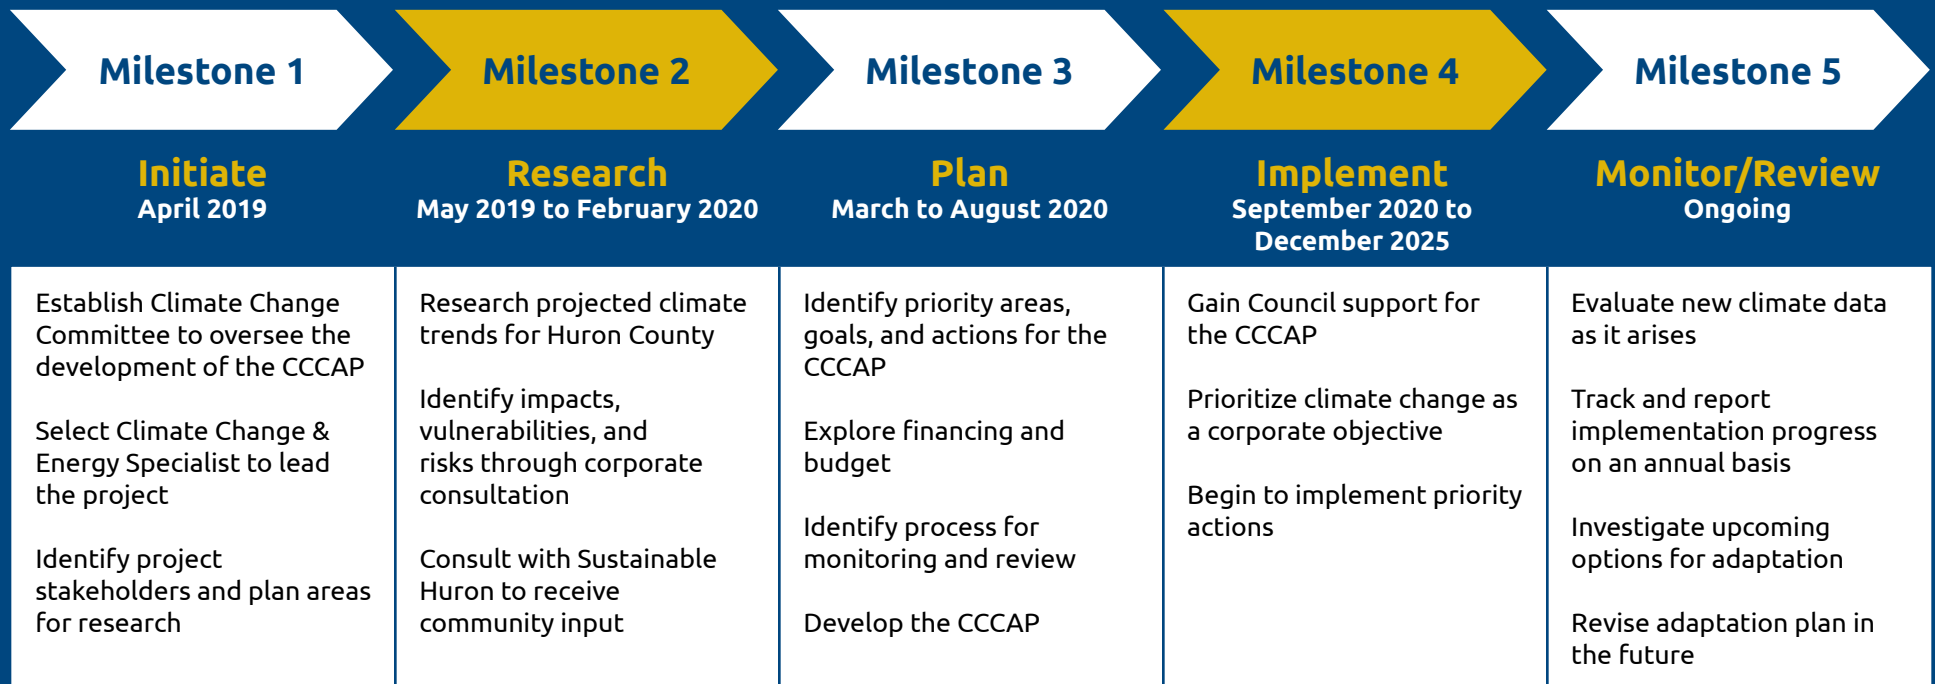 Milestone 1
Milestone 2
Milestone 3
Milestone 4
Milestone 5
Initiate
April 2019
Research
May 2019 to February 2020
Plan
March to August 2020
Implement
September 2020 to
December 2025
Monitor/Review
Ongoing
Establish Climate Change
Committee to oversee the
development of the CCCAP
Select Climate Change &
Energy Specialist to lead
the project
Identify project
stakeholders and plan areas
for research
Research projected climate
trends for Huron County
Identify impacts,
vulnerabilities, and
risks through corporate
consultation
Consult with Sustainable
Huron to receive
community input
Identify priority areas,
goals, and actions for the
CCCAP
Explore financing and
budget
Identify process for
monitoring and review
Develop the CCCAP
Gain Council support for
the CCCAP
Prioritize climate change as
a corporate objective
Begin to implement priority
actions
Evaluate new climate data
as it arises
Track and report
implementation progress
on an annual basis
Investigate upcoming
options for adaptation
Revise adaptation plan in
the future